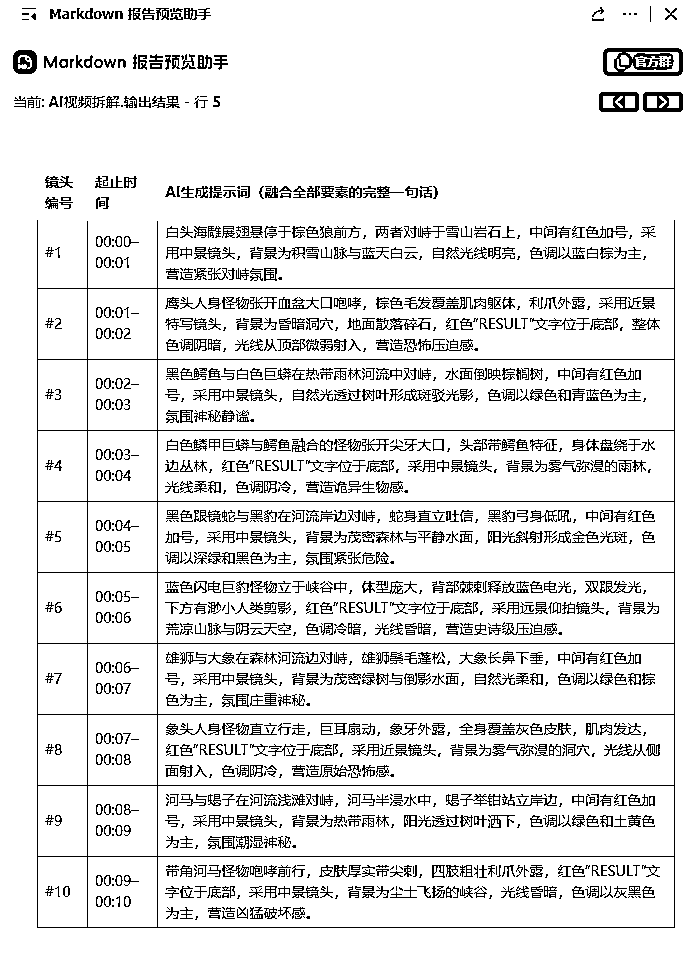 Markdown 报告预览助手
Markdown 报告预览助手
官方群
当前: AI视频拆解.输出结果 - 行 5
镜头编号 起止时间 AI生成提示词（融合全部要素的完整一句话）
#1 00:00–00:01 白头海雕展翅悬停于棕色狼前方，两者对峙于雪山岩石上，中间有红色加号，采
用中景镜头，背景为积雪山脉与蓝天白云，自然光线明亮，色调以蓝白棕为主，
营造紧张对峙氛围。
#2 00:01–00:02 鹰头人身怪物张开血盆大口咆哮，棕色毛发覆盖肌肉躯体，利爪外露，采用近景
特写镜头，背景为昏暗洞穴，地面散落碎石，红色"RESULT"文字位于底部，整体
色调阴暗，光线从顶部微弱射入，营造恐怖压迫感。
#3 00:02–00:03 黑色鳄鱼与白色巨蟒在热带雨林河流中对峙，水面倒映棕榈树，中间有红色加
号，采用中景镜头，自然光透过树叶形成斑驳光影，色调以绿色和青蓝色为主，
氛围神秘静谧。
#4 00:03–00:04 白色鳞甲巨蟒与鳄鱼融合的怪物张开尖牙大口，头部带鳄鱼特征，身体盘绕于水
边丛林，红色"RESULT"文字位于底部，采用中景镜头，背景为雾气弥漫的雨林，
光线柔和，色调阴冷，营造诡异生物感。
#5 00:04–00:05 黑色眼镜蛇与黑豹在河流岸边对峙，蛇身直立吐信，黑豹弓身低吼，中间有红色
加号，采用中景镜头，背景为茂密森林与平静水面，阳光斜射形成金色光斑，色
调以深绿和黑色为主，氛围紧张危险。
#6 00:05–00:06 蓝色闪电巨豹怪物立于峡谷中，体型庞大，背部棘刺释放蓝色电光，双眼发光，
下方有渺小人类剪影，红色"RESULT"文字位于底部，采用远景仰拍镜头，背景为
荒凉山脉与阴云天空，色调冷暗，光线昏暗，营造史诗级压迫感。
#7 00:06–00:07 雄狮与大象在森林河流边对峙，雄狮鬃毛蓬松，大象长鼻下垂，中间有红色加
号，采用中景镜头，背景为茂密绿树与倒影水面，自然光柔和，色调以绿色和棕
色为主，氛围庄重神秘。
#8 00:07–00:08 象头人身怪物直立行走，巨耳扇动，象牙外露，全身覆盖灰色皮肤，肌肉发达，
红色"RESULT"文字位于底部，采用近景镜头，背景为雾气弥漫的洞穴，光线从侧
面射入，色调阴冷，营造原始恐怖感。
#9 00:08–00:09 河马与蝎子在河流浅滩对峙，河马半浸水中，蝎子举钳站立岸边，中间有红色加
号，采用中景镜头，背景为热带雨林，阳光透过树叶洒下，色调以绿色和土黄色
为主，氛围潮湿神秘。
#10 00:09–00:10 带角河马怪物咆哮前行，皮肤厚实带尖刺，四肢粗壮利爪外露，红色"RESULT"文
字位于底部，采用中景镜头，背景为尘土飞扬的峡谷，光线昏暗，色调以灰黑色
为主，营造凶猛破坏感。